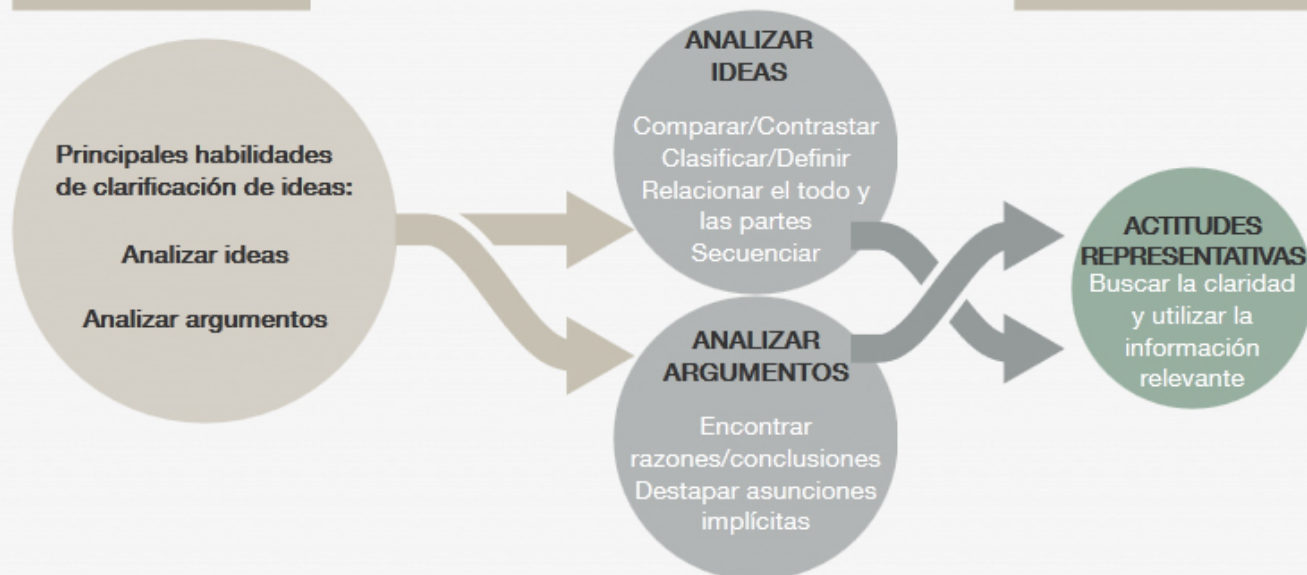 Principales habilidades
de clarificación de ideas:
Analizar ideas
Analizar argumentos
ANALIZAR
IDEAS
Comparar/Contrastar
Clasificar/Definir
Relacionar el todo y
las partes
Secuenciar
ANALIZAR
ARGUMENTOS
Encontrar
razones/conclusiones
Destapar asunciones
implícitas
ACTITUDES
REPRESENTATIVAS
Buscar la claridad
y utilizar la
información
relevante